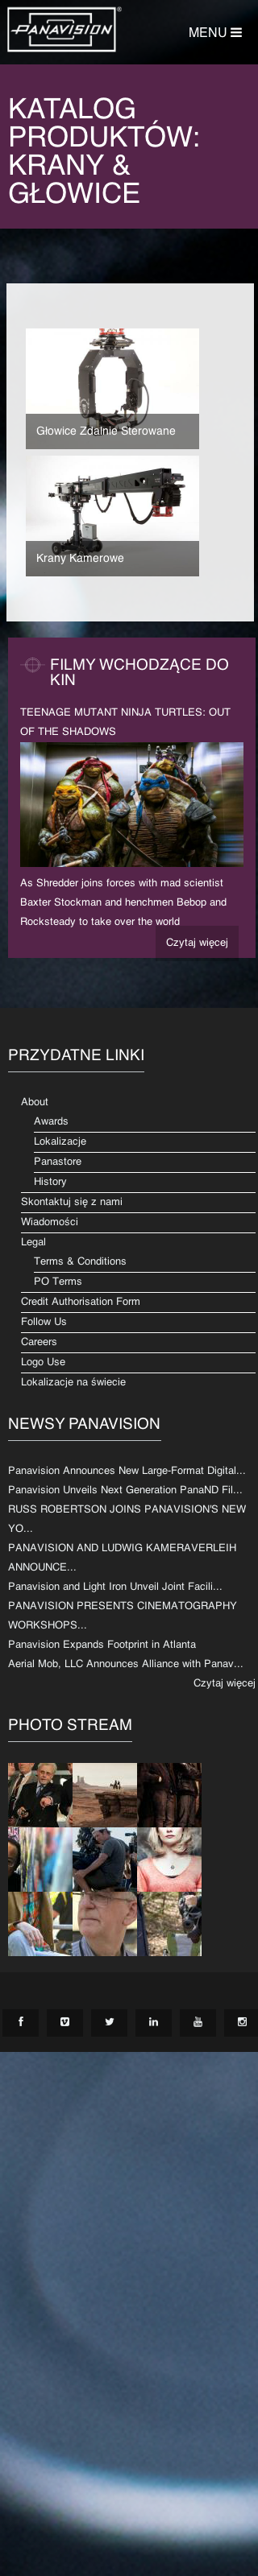 PANAVISION
MENU
KATALOG
PRODUKTÓW:
KRANY &
GŁOWICE
Głowice Zdalnie Sterowane
Krany Kamerowe
FILMY WCHODZĄCE DO
KIN
TEENAGE MUTANT NINJA TURTLES: OUT
OF THE SHADOWS
As Shredder joins forces with mad scientist
Baxter Stockman and henchmen Bebop and
Rocksteady to take over the world
Czytaj więcej
PRZYDATNE LINKI
About
Awards
Lokalizacje
Panastore
History
Skontaktuj się z nami
Wiadomości
Legal
Terms & Conditions
PO Terms
Credit Authorisation Form
Follow Us
Careers
Logo Use
Lokalizacje na świecie
NEWSY PANAVISION
Panavision Announces New Large-Format Digital...
Panavision Unveils Next Generation PanaND Fil...
RUSS ROBERTSON JOINS PANAVISION'S NEW
YO...
PANAVISION AND LUDWIG KAMERAVERLEIH
ANNOUNCE...
Panavision and Light Iron Unveil Joint Facili...
PANAVISION PRESENTS CINEMATOGRAPHY
WORKSHOPS...
Panavision Expands Footprint in Atlanta
Aerial Mob, LLC Announces Alliance with Panav...
Czytaj więcej
PHOTO STREAM